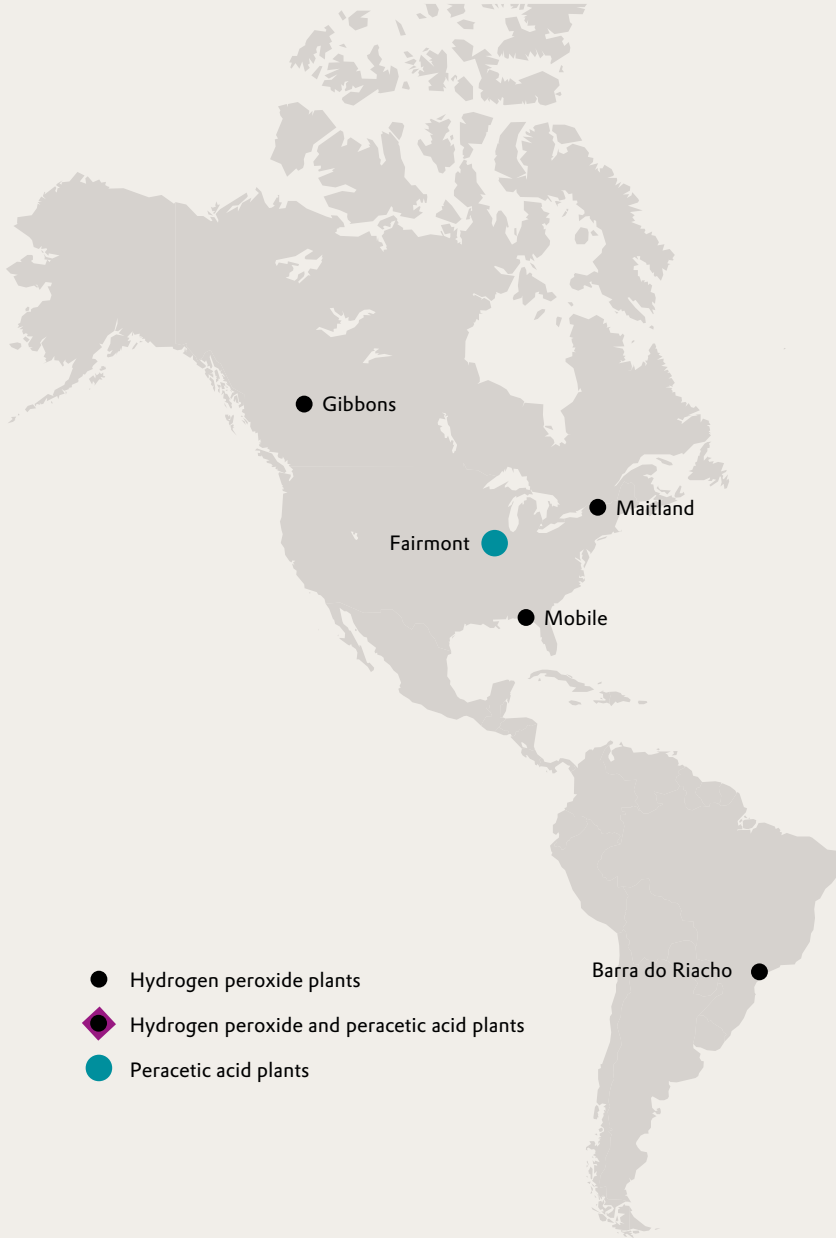 Gibbons
Maitland
Fairmont
Mobile
Barra do Riacho
Hydrogen peroxide plants
Hydrogen peroxide and peracetic acid plants
Peracetic acid plants